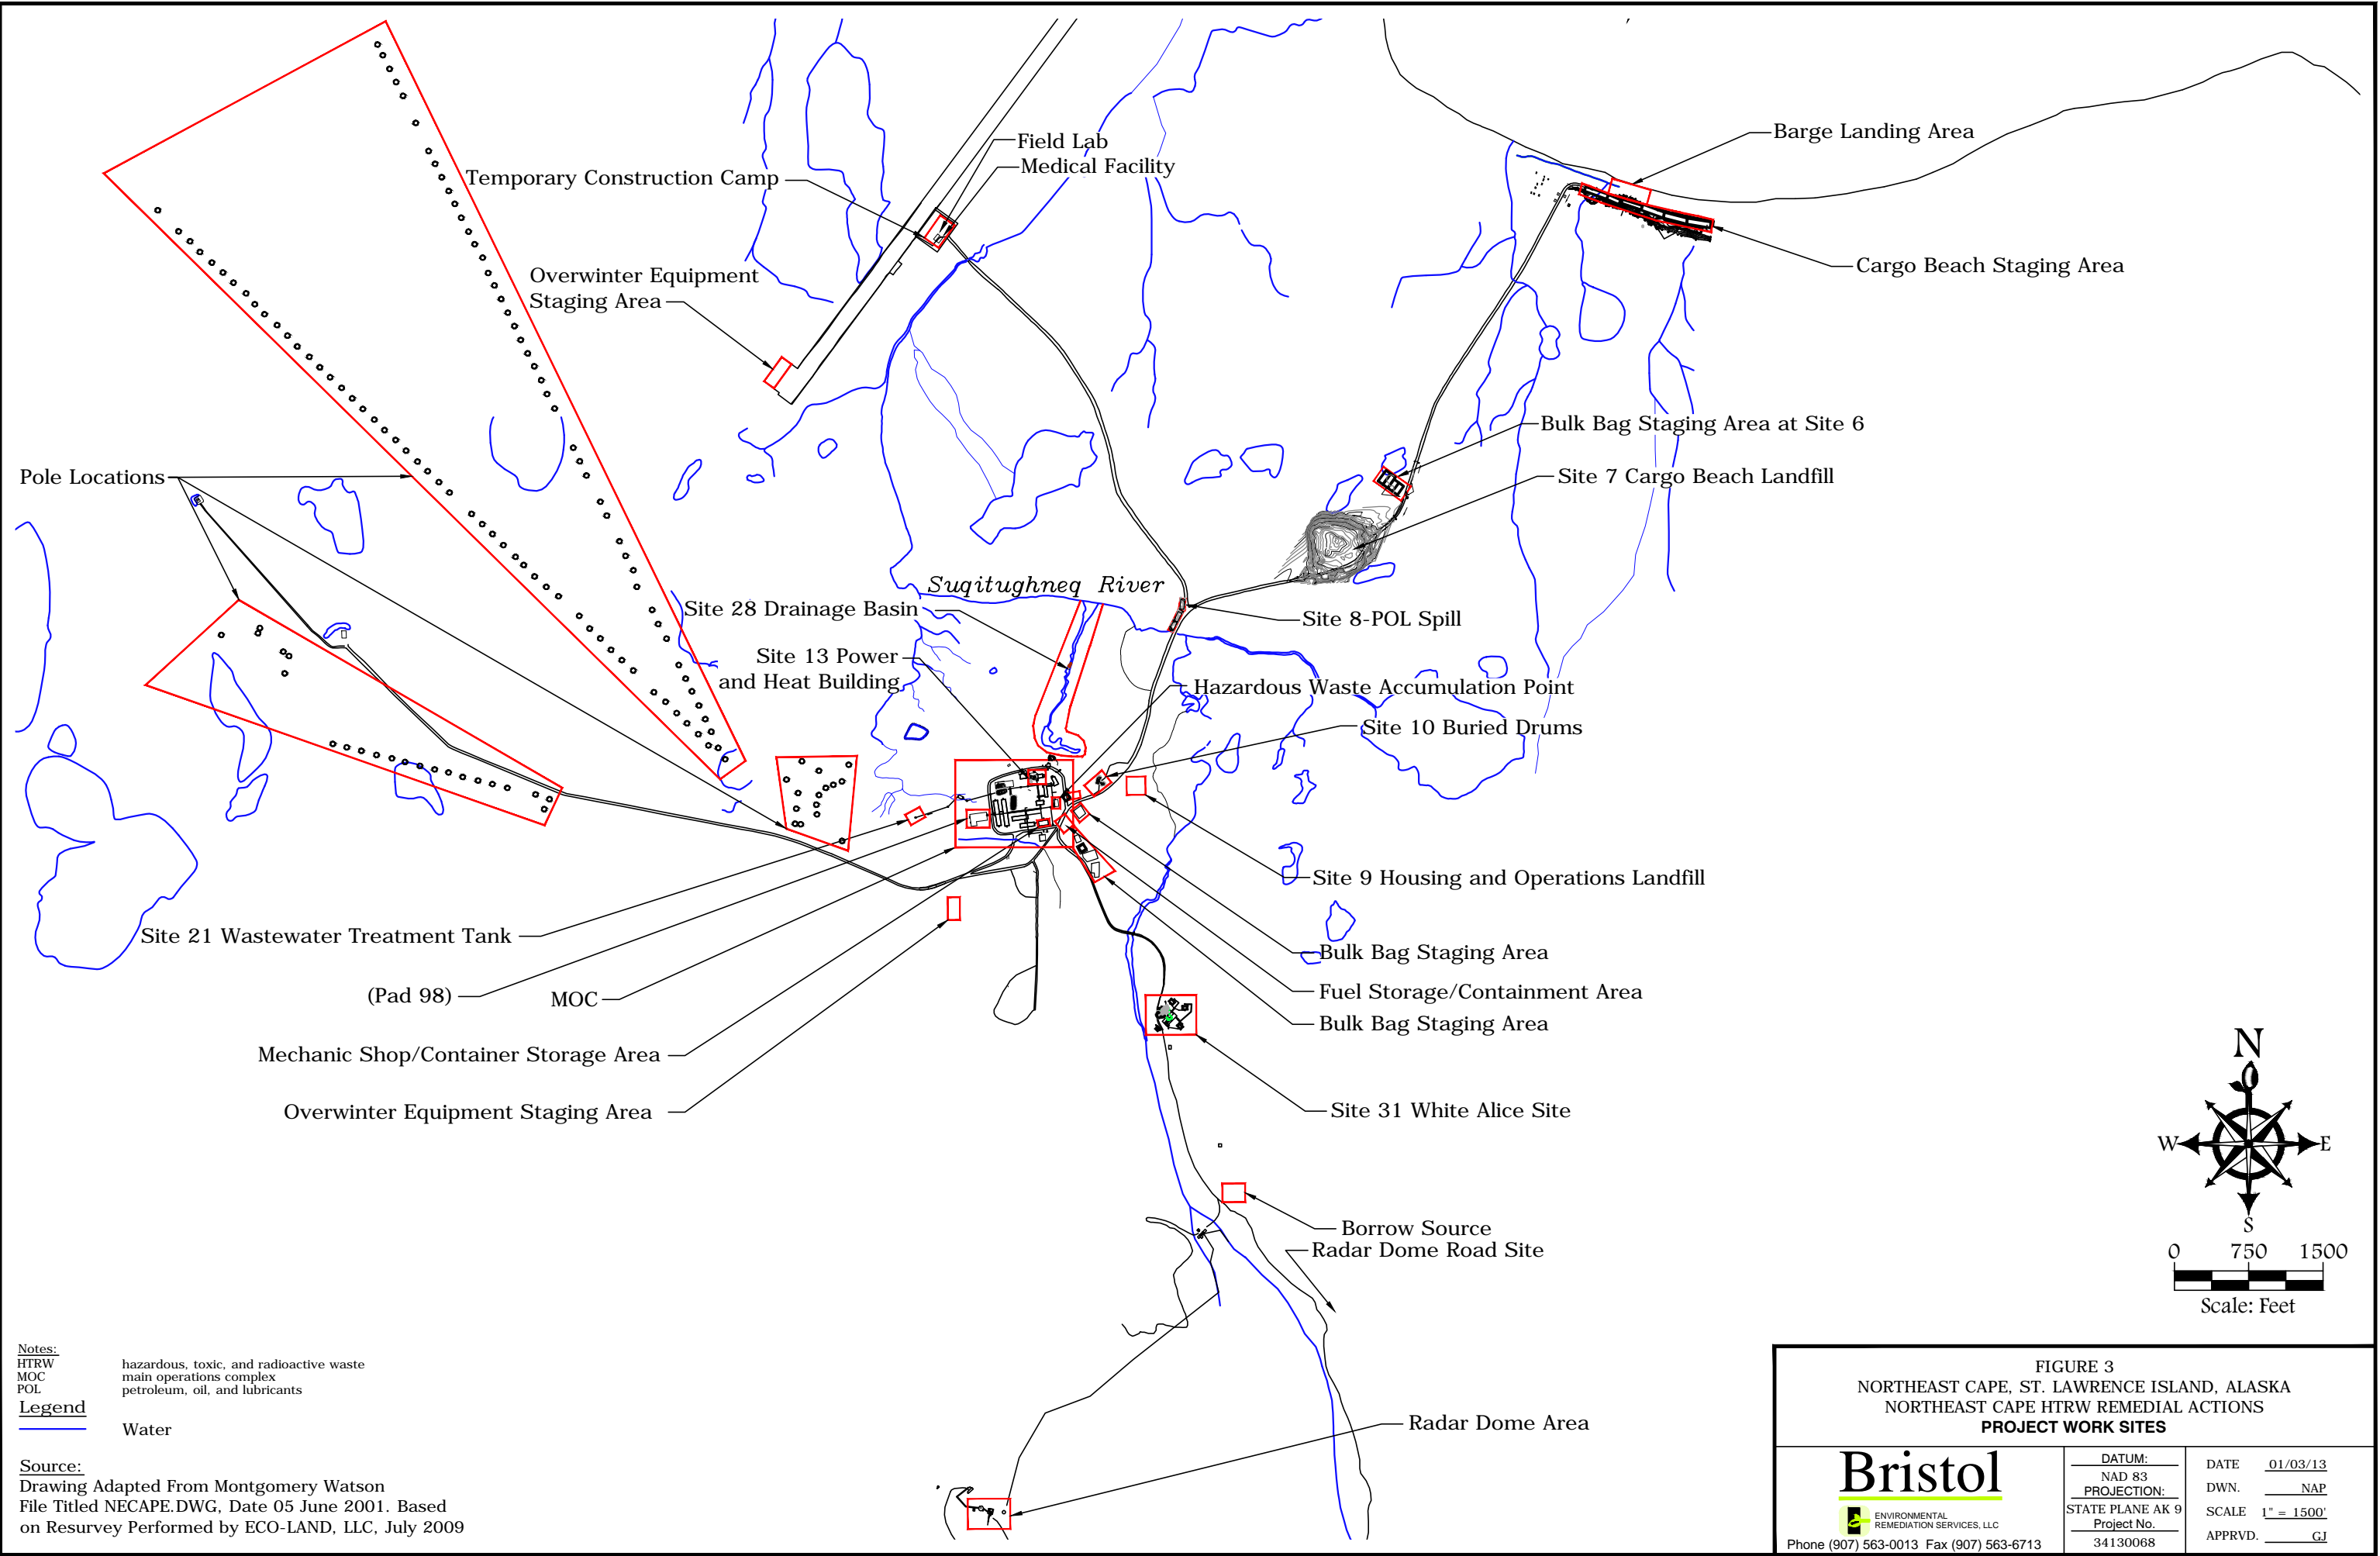 Field Lab
Medical Facility
Temporary Construction Camp
Barge Landing Area
Cargo Beach Staging Area
Overwinter Equipment
Staging Area
Bulk Bag Staging Area at Site 6
Site 7 Cargo Beach Landfill
Pole Locations
Suqitughneq River
Site 28 Drainage Basin
Site 8-POL Spill
Site 13 Power
and Heat Building
Hazardous Waste Accumulation Point
Site 10 Buried Drums
Site 9 Housing and Operations Landfill
Site 21 Wastewater Treatment Tank
Bulk Bag Staging Area
(Pad 98)
MOC
Fuel Storage/Containment Area
Bulk Bag Staging Area
Mechanic Shop/Container Storage Area
Overwinter Equipment Staging Area
Site 31 White Alice Site
Borrow Source
Radar Dome Road Site
Radar Dome Area
N
W E
S
0 750 1500
Scale: Feet
Notes:
HTRW hazardous, toxic, and radioactive waste
MOC main operations complex
POL petroleum, oil, and lubricants
Legend
Water
Source:
Drawing Adapted From Montgomery Watson
File Titled NECAPE.DWG, Date 05 June 2001. Based
on Resurvey Performed by ECO-LAND, LLC, July 2009
FIGURE 3
NORTHEAST CAPE, ST. LAWRENCE ISLAND, ALASKA
NORTHEAST CAPE HTRW REMEDIAL ACTIONS
PROJECT WORK SITES
Bristol
ENVIRONMENTAL
REMEDIATION SERVICES, LLC
Phone (907) 563-0013 Fax (907) 563-6713
DATUM:
NAD 83
PROJECTION:
STATE PLANE AK 9
Project No.
34130068
DATE 01/03/13
DWN. NAP
SCALE 1" = 1500'
APPRVD. GJ